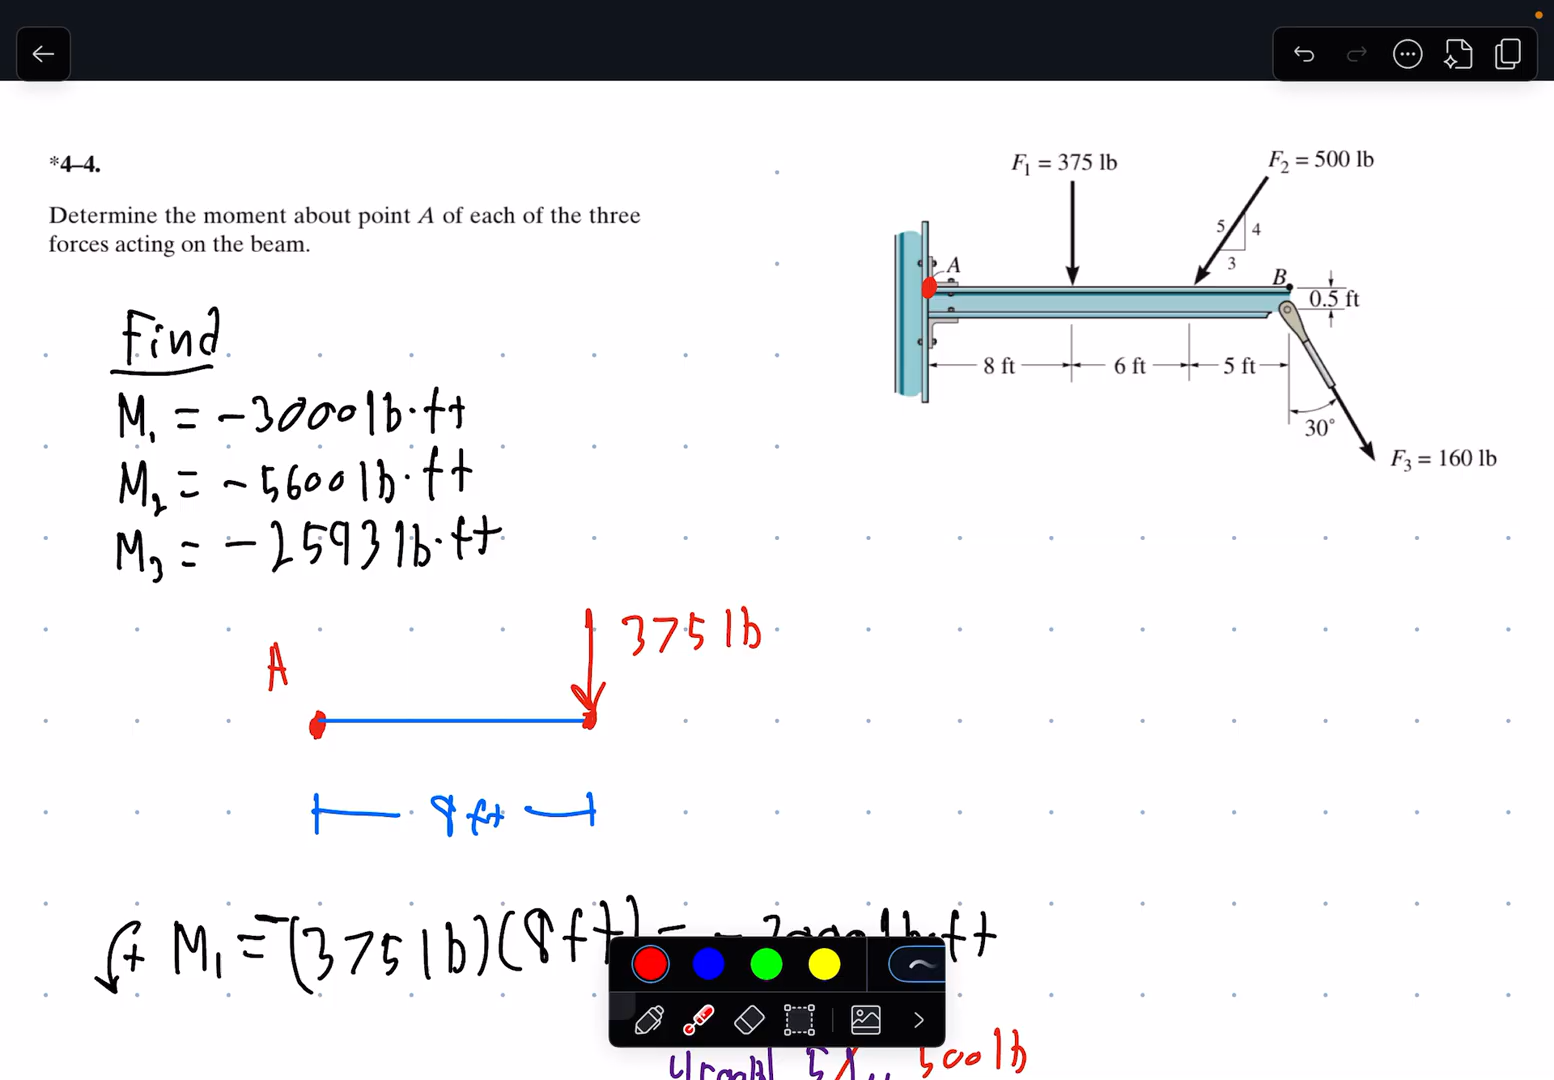 *4–4.
Determine the moment about point A of each of the three
forces acting on the beam.
F₁ = 375 lb
F₂ = 500 lb
5
4
3
A
B
0.5 ft
8 ft
6 ft
5 ft
30°
F₃ = 160 lb
Find
M₁ = -3000 lb·ft
M₂ = -5600 lb·ft
M₃ = -2593 lb·ft
A
375 lb
8 ft
+ M₁ = -(375 lb)(8 ft) = -3000 lb·ft
500 lb